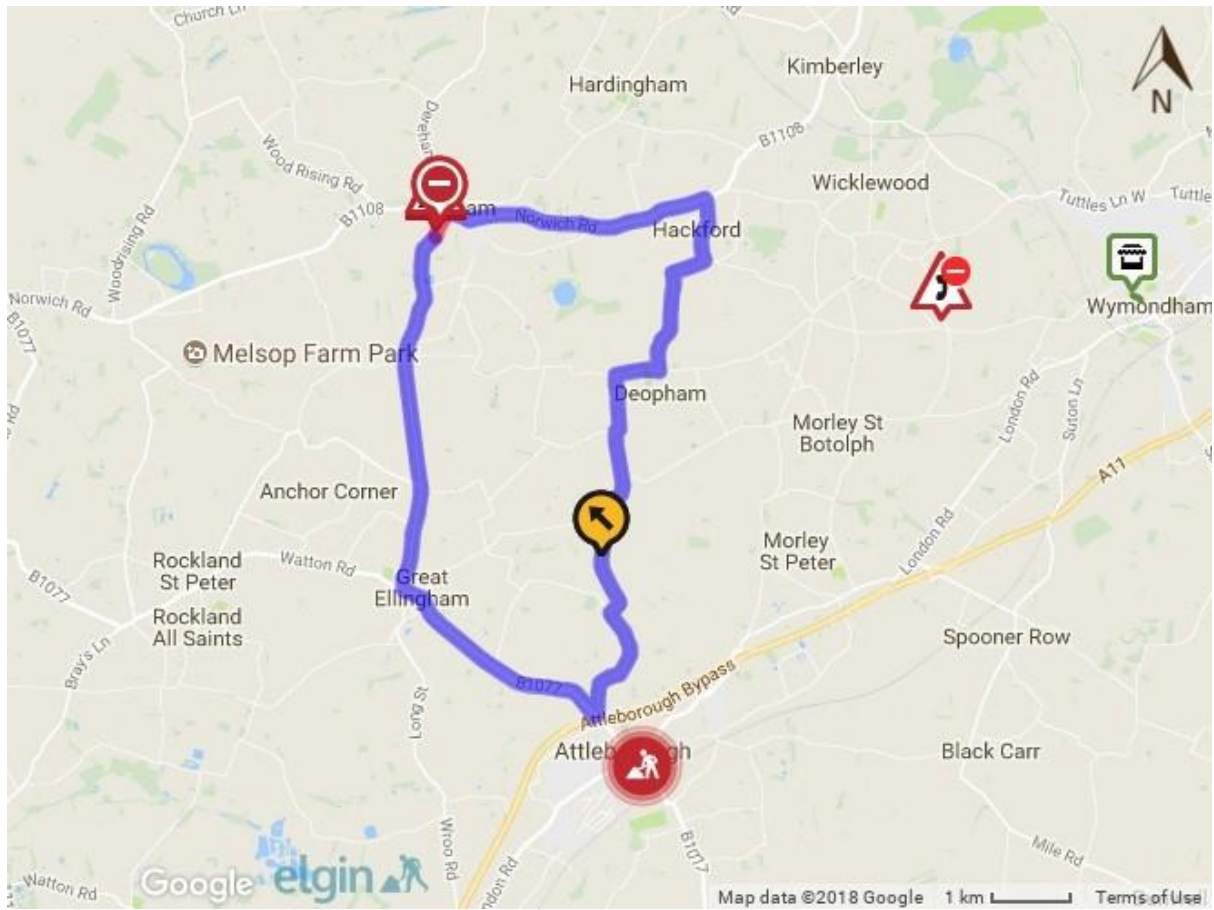 Church Ln
Kimberley
Hardingham
N
B1108
Wood Rising Rd
Wicklewood
Tuttles Ln W
Tuttle
B1108
Norwich Rd
Hackford
Woodrising Rd
Norwich Rd
Wymondham
B1077
Melsop Farm Park
Deopham
London Rd
Suton Ln
Morley St
Botolph
A11
Anchor Corner
Morley
St Peter
London Rd
Rockland
St Peter
Watton Rd
Great
Ellingham
B1077
Rockland
All Saints
Spooner Row
Bray's Ln
B1077
Long St
Attleborough Bypass
Black Carr
Wroo Rd
B1077
Mile Rd
Watton Rd
Google
elgin
Map data ©2018 Google
1 km
Terms of Use